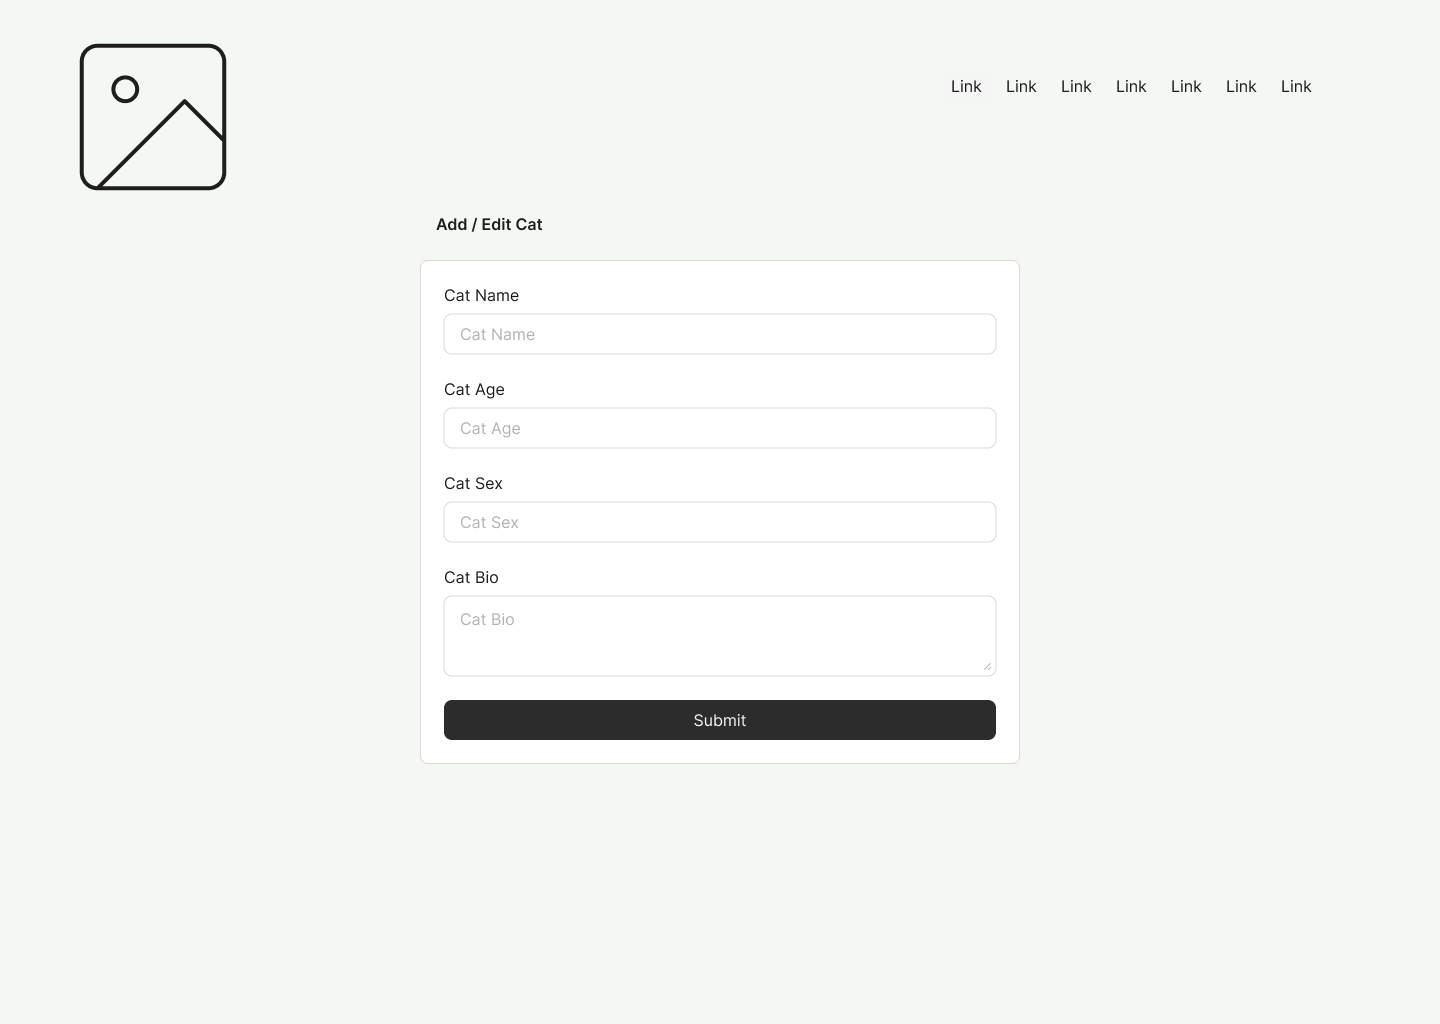 Link Link Link Link Link Link Link
Add / Edit Cat
Cat Name
Cat Name
Cat Age
Cat Age
Cat Sex
Cat Sex
Cat Bio
Cat Bio
Submit